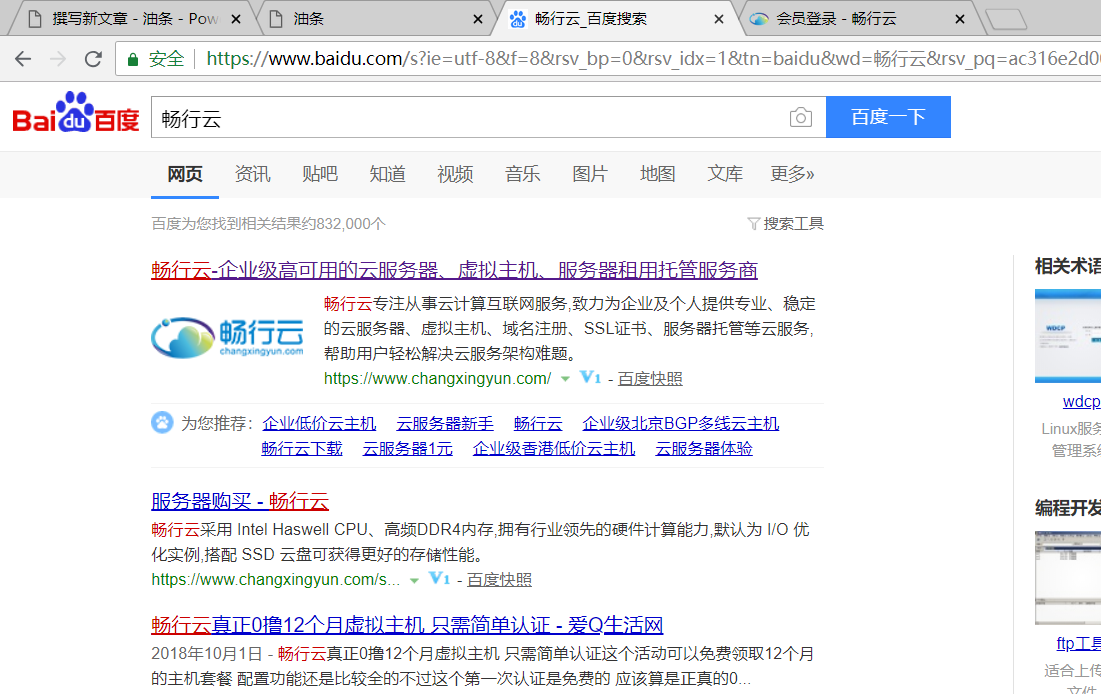 撰写新文章 - 油条 - Pow
油条
畅行云_百度搜索
会员登录 - 畅行云
安全 https://www.baidu.com/s?ie=utf-8&f=8&rsv_bp=0&rsv_idx=1&tn=baidu&wd=畅行云&rsv_pq=ac316e2d0
Bai du 百度
畅行云
百度一下
网页 资讯 贴吧 知道 视频 音乐 图片 地图 文库 更多»
百度为您找到相关结果约832,000个
搜索工具
畅行云-企业级高可用的云服务器、虚拟主机、服务器租用托管服务商
畅行云
changxingyun.com
畅行云专注从事云计算互联网服务,致力为企业及个人提供专业、稳定
的云服务器、虚拟主机、域名注册、SSL证书、服务器托管等云服务,
帮助用户轻松解决云服务架构难题。
https://www.changxingyun.com/ V1 - 百度快照
为您推荐： 企业低价云主机 云服务器新手 畅行云 企业级北京BGP多线云主机
畅行云下载 云服务器1元 企业级香港低价云主机 云服务器体验
服务器购买 - 畅行云
畅行云采用 Intel Haswell CPU、高频DDR4内存,拥有行业领先的硬件计算能力,默认为 I/O 优
化实例,搭配 SSD 云盘可获得更好的存储性能。
https://www.changxingyun.com/s... V1 - 百度快照
畅行云真正0撸12个月虚拟主机 只需简单认证 - 爱Q生活网
2018年10月1日 - 畅行云真正0撸12个月虚拟主机 只需简单认证这个活动可以免费领取12个月
的主机套餐 配置功能还是比较全的不过这个第一次认证是免费的 应该算是正真的0...
相关术语
WDCP
wdcp
Linux服务
管理系统
编程开发
ftp工具
适合上传
文件